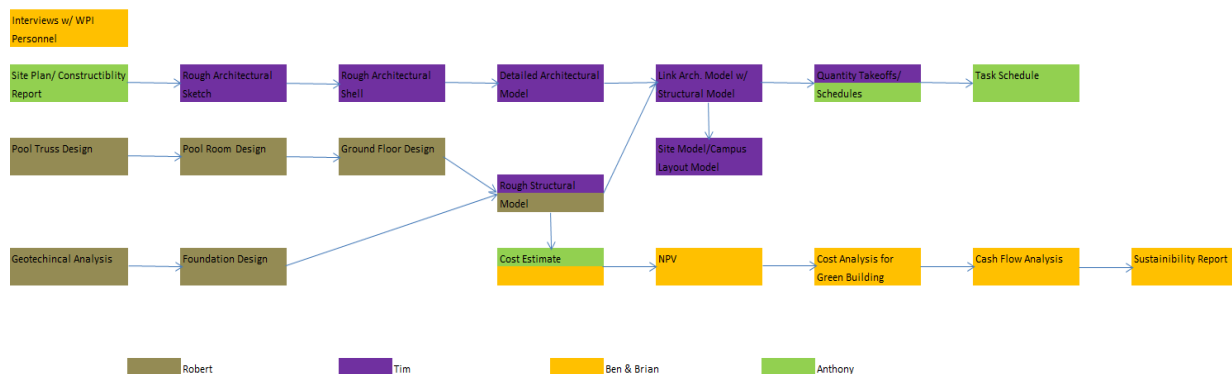 Interviews w/ WPI
Personnel
Site Plan/ Constructiblity
Report
Rough Architectural
Sketch
Rough Architectural
Shell
Detailed Architectural
Model
Link Arch. Model w/
Structural Model
Quantity Takeoffs/
Schedules
Task Schedule
Pool Truss Design
Pool Room Design
Ground Floor Design
Site Model/Campus
Layout Model
Rough Structural
Model
Geotechincal Analysis
Foundation Design
Cost Estimate
NPV
Cost Analysis for
Green Building
Cash Flow Analysis
Sustainibility Report
Robert
Tim
Ben & Brian
Anthony